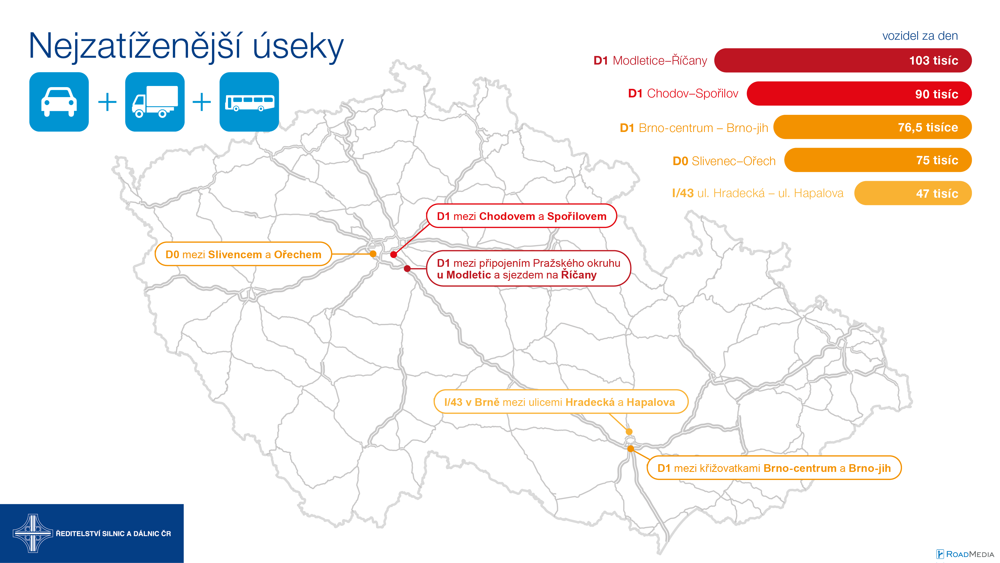 Nejzatíženější úseky
vozidel za den
D1 Modletice–Říčany 103 tisíc
D1 Chodov–Spořilov 90 tisíc
D1 Brno-centrum – Brno-jih 76,5 tisíce
D0 Slivenec–Ořech 75 tisíc
I/43 ul. Hradecká – ul. Hapalova 47 tisíc
D1 mezi Chodovem a Spořilovem
D0 mezi Slivencem a Ořechem
D1 mezi připojením Pražského okruhu
u Modletic a sjezdem na Říčany
I/43 v Brně mezi ulicemi Hradecká a Hapalova
D1 mezi křižovatkami Brno-centrum a Brno-jih
ŘEDITELSTVÍ SILNIC A DÁLNIC ČR
ROADMEDIA